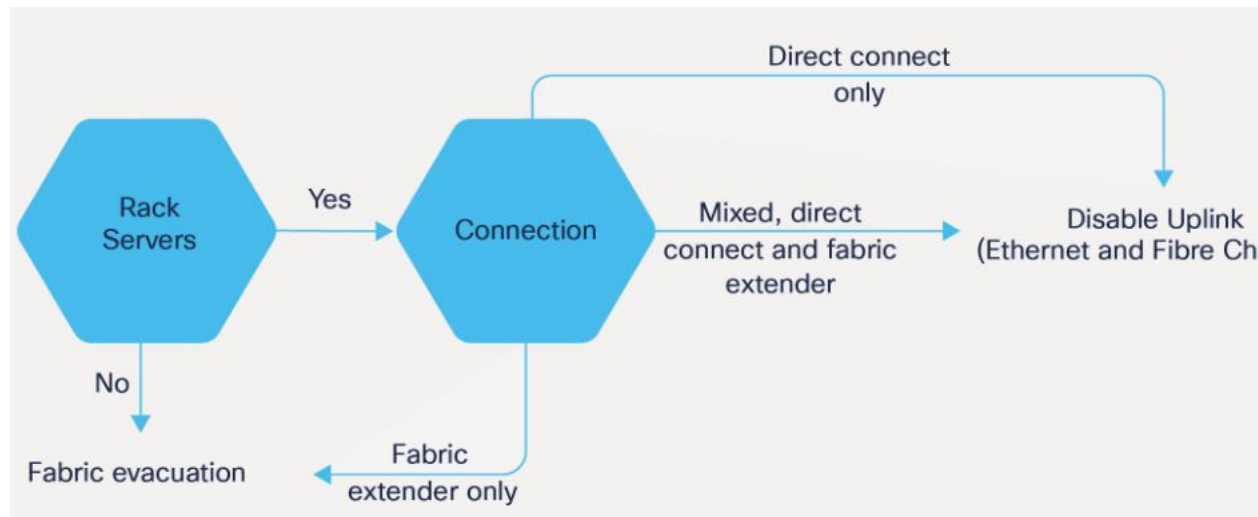 Direct connect
only
Rack
Servers
Yes
Connection
Mixed, direct
connect and fabric
extender
Disable Uplink
(Ethernet and Fibre Ch
No
Fabric evacuation
Fabric
extender only